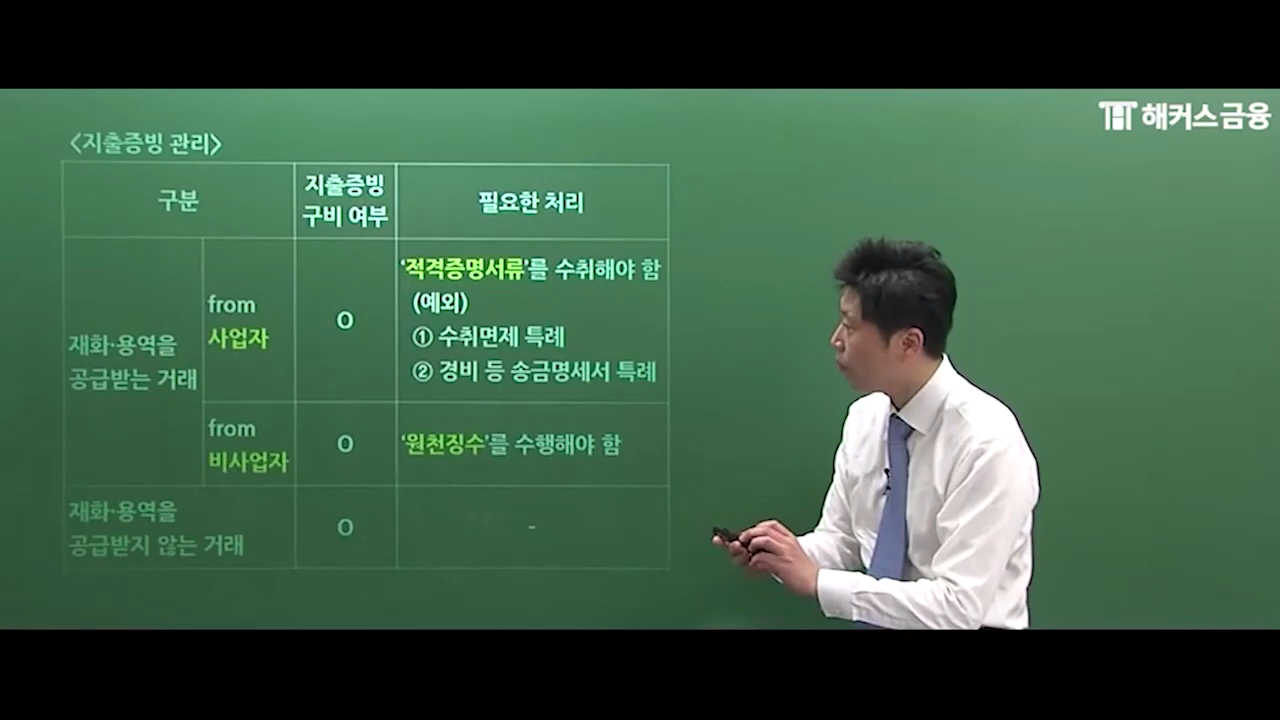 해커스금융
<지출증빙 관리>
구분
지출증빙
구비 여부
필요한 처리
재화·용역을
공급받는 거래
from
사업자
O
'적격증명서류'를 수취해야 함
(예외)
① 수취면제 특례
② 경비 등 송금명세서 특례
from
비사업자
O
'원천징수'를 수행해야 함
재화·용역을
공급받지 않는 거래
O
-